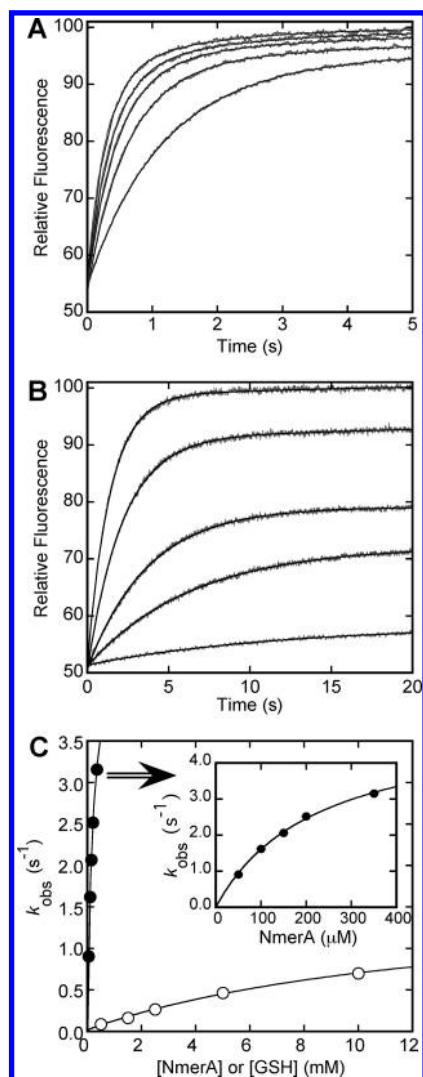 A
100
90
80
70
60
50
Relative Fluorescence
0 1 2 3 4 5
Time (s)
B
100
90
80
70
60
50
Relative Fluorescence
0 5 10 15 20
Time (s)
C
3.5
3.0
2.5
2.0
1.5
1.0
0.5
0.0
kobs (s-1)
4.0
3.0
2.0
1.0
0.0
kobs (s-1)
0 100 200 300 400
NmerA (μM)
0 2 4 6 8 10 12
[NmerA] or [GSH] (mM)